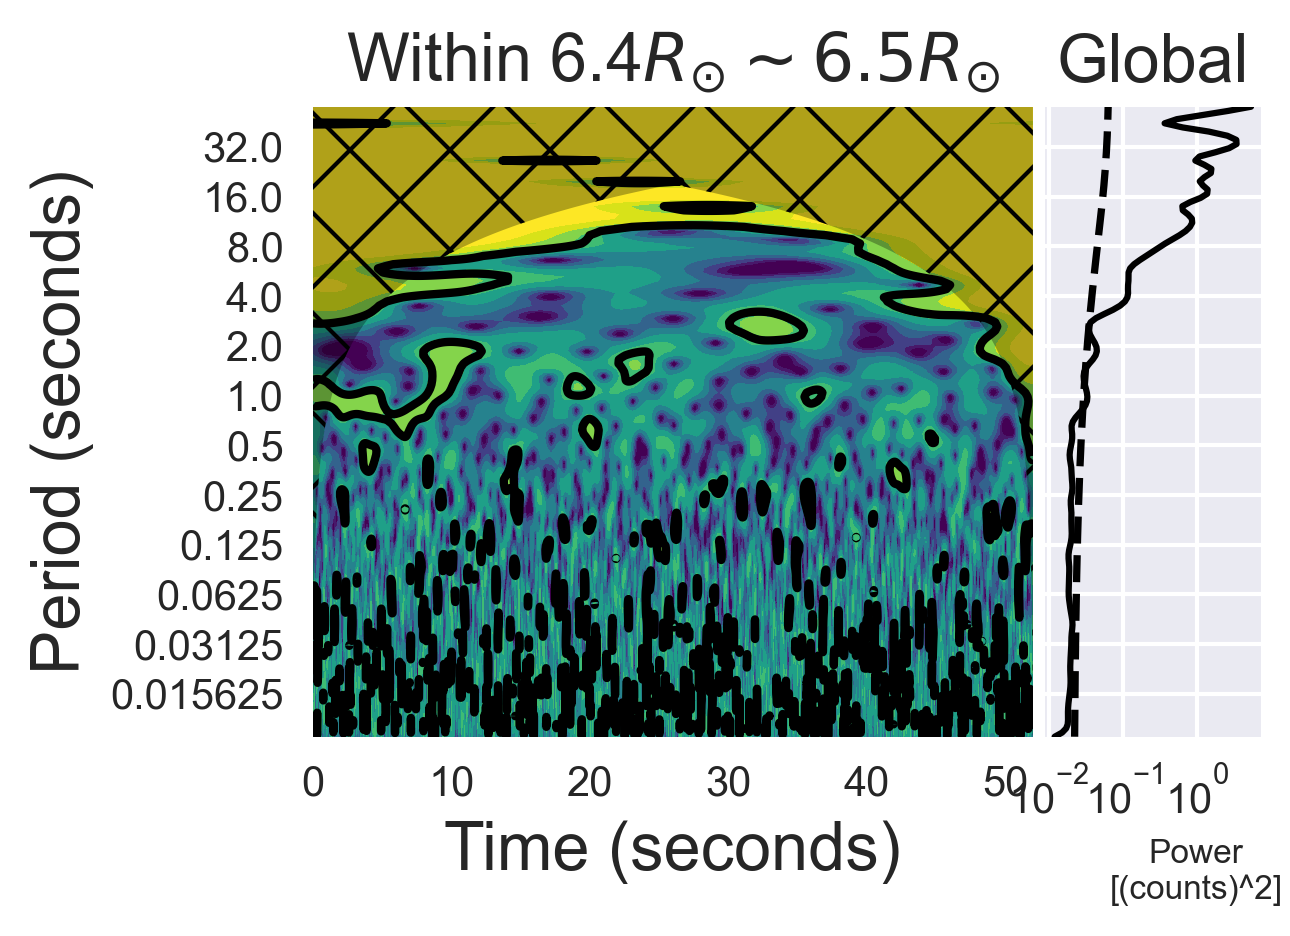 Within 6.4R☉ ~ 6.5R☉
Global
Period (seconds)
32.0
16.0
8.0
4.0
2.0
1.0
0.5
0.25
0.125
0.0625
0.03125
0.015625
0 10 20 30 40 50
10⁻² 10⁻¹ 10⁰
Time (seconds)
Power
[(counts)^2]